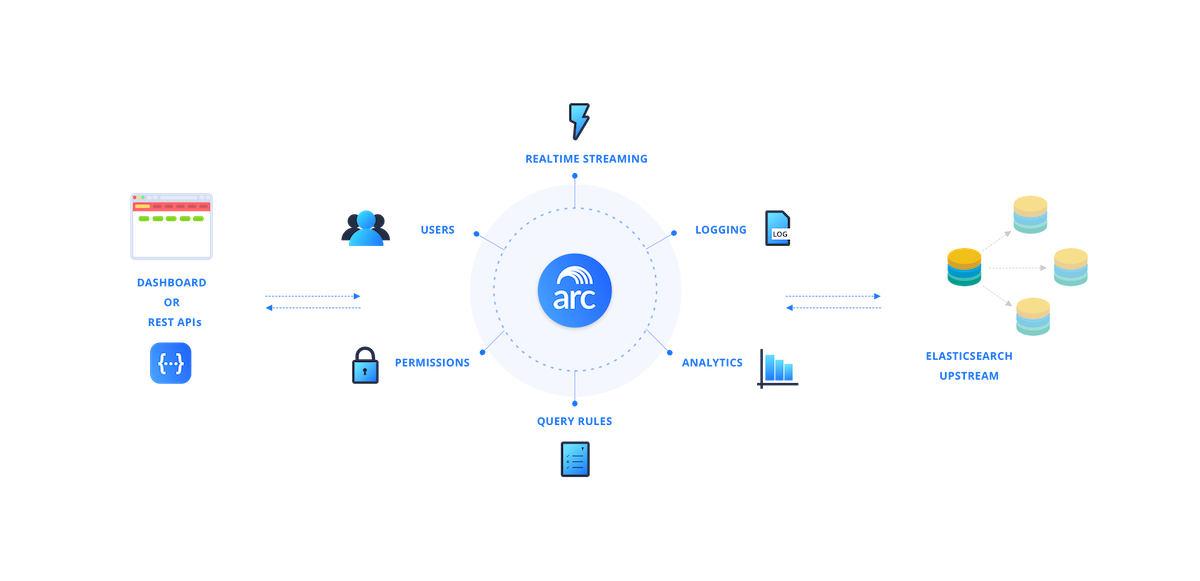 REALTIME STREAMING
USERS
LOGGING
LOG
DASHBOARD
OR
REST APIs
{···}
arc
PERMISSIONS
ANALYTICS
ELASTICSEARCH
UPSTREAM
QUERY RULES